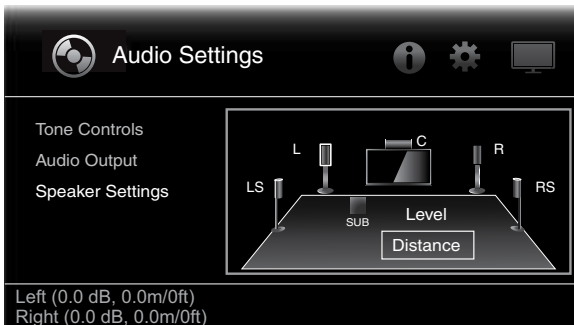 Audio Settings
Tone Controls
Audio Output
Speaker Settings
L
C
R
LS
RS
SUB
Level
Distance
Left (0.0 dB, 0.0m/0ft)
Right (0.0 dB, 0.0m/0ft)